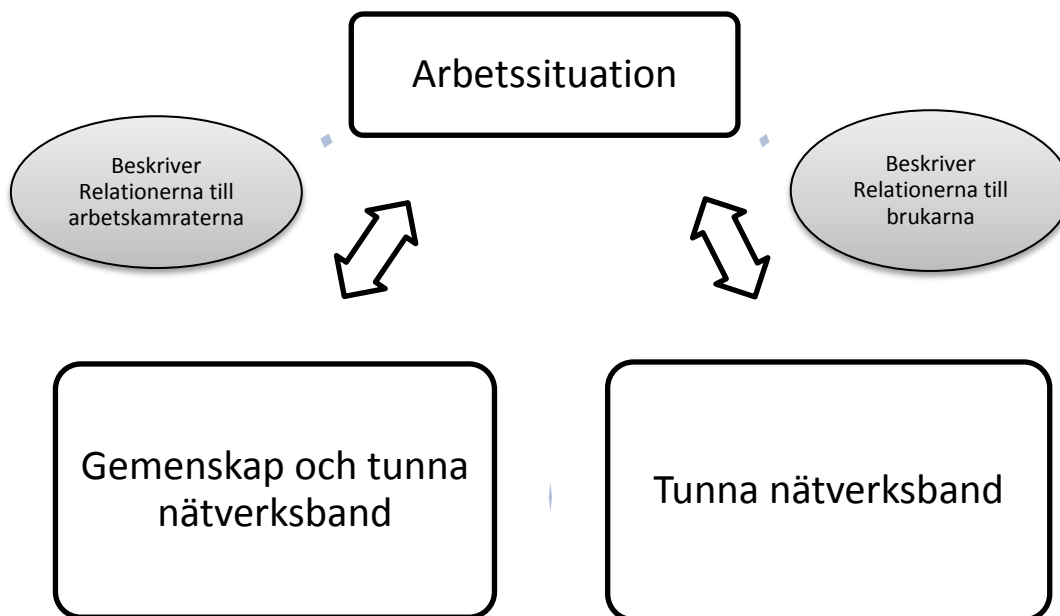 Arbetssituation
Beskriver
Relationerna till
arbetskamraterna
Beskriver
Relationerna till
brukarna
Gemenskap och tunna
nätverksband
Tunna nätverksband